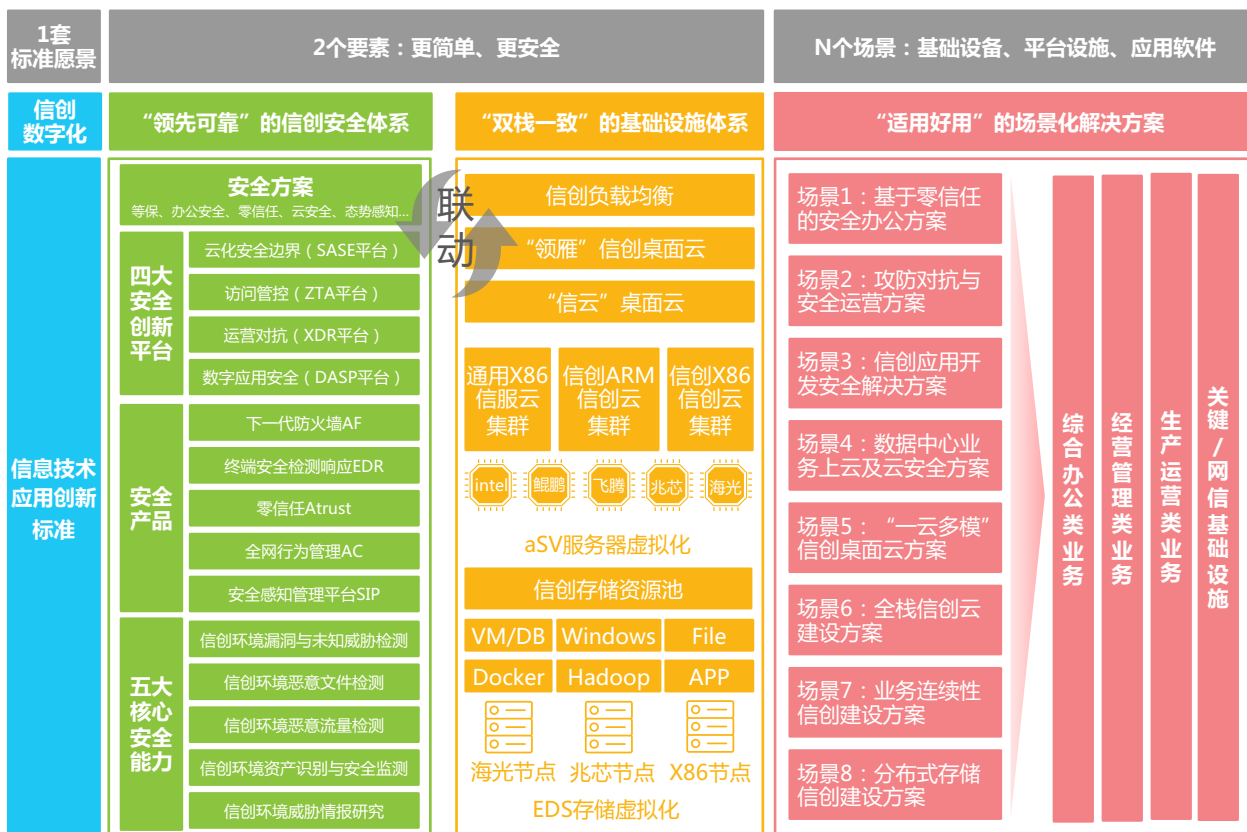 1套
标准愿景
2个要素：更简单、更安全
N个场景：基础设备、平台设施、应用软件
信创
数字化
“领先可靠”的信创安全体系
“双栈一致”的基础设施体系
“适用好用”的场景化解决方案
信息技术
应用创新
标准
安全方案
等保、办公安全、零信任、云安全、态势感知...
四大
安全
创新
平台
云化安全边界（SASE平台）
访问管控（ZTA平台）
运营对抗（XDR平台）
数字应用安全（DASP平台）
安全
产品
下一代防火墙AF
终端安全检测响应EDR
零信任Atrust
全网行为管理AC
安全感知管理平台SIP
五大
核心
安全
能力
信创环境漏洞与未知威胁检测
信创环境恶意文件检测
信创环境恶意流量检测
信创环境资产识别与安全监测
信创环境威胁情报研究
联
动
信创负载均衡
“领雁”信创桌面云
“信云”桌面云
通用X86
信服云
集群
信创ARM
信创云
集群
信创X86
信创云
集群
intel
鲲鹏
飞腾
兆芯
海光
aSV服务器虚拟化
信创存储资源池
VM/DB
Windows
File
Docker
Hadoop
APP
海光节点
兆芯节点
X86节点
EDS存储虚拟化
场景1：基于零信任
的安全办公方案
场景2：攻防对抗与
安全运营方案
场景3：信创应用开
发安全解决方案
场景4：数据中心业
务上云及云安全方案
场景5：“一云多模”
信创桌面云方案
场景6：全栈信创云
建设方案
场景7：业务连续性
信创建设方案
场景8：分布式存储
信创建设方案
综合办公类业务
经营管理类业务
生产运营类业务
关键/网信基础设施